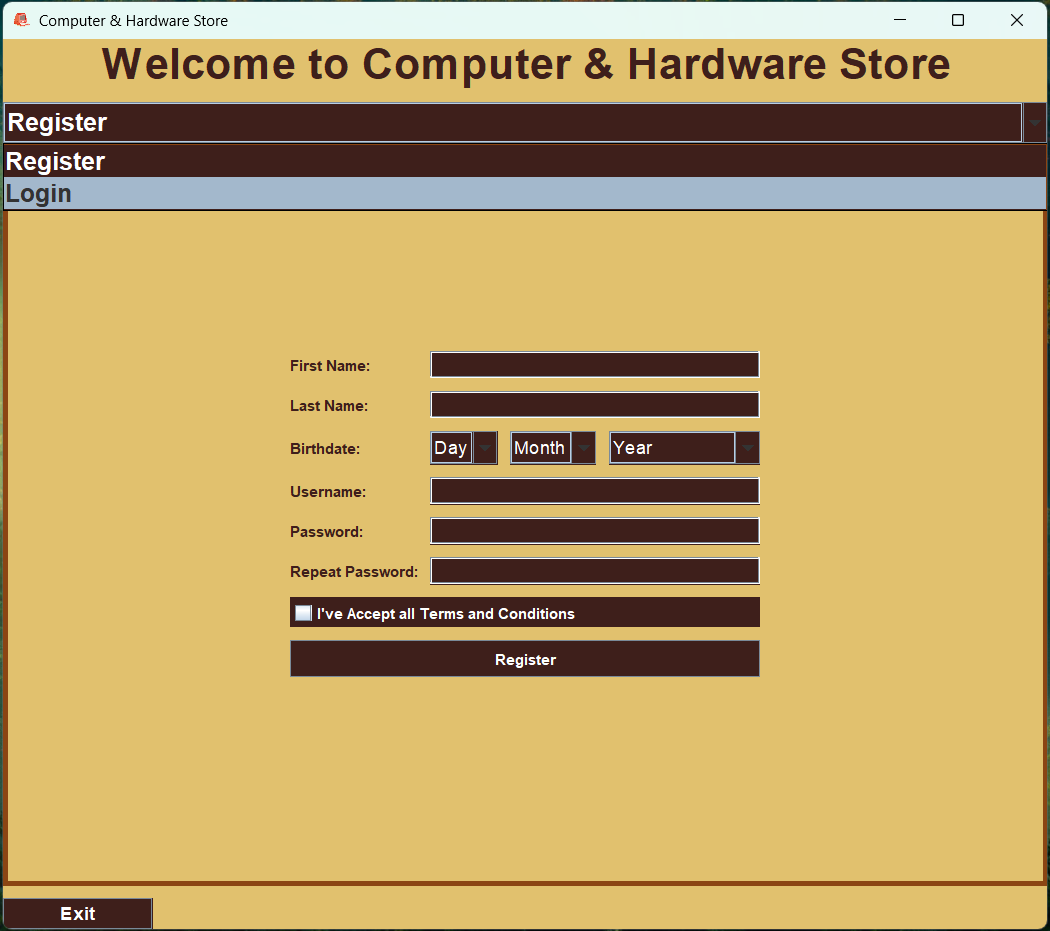 Computer & Hardware Store
Welcome to Computer & Hardware Store
Register
Register
Login
First Name:
Last Name:
Birthdate: Day Month Year
Username:
Password:
Repeat Password:
I've Accept all Terms and Conditions
Register
Exit